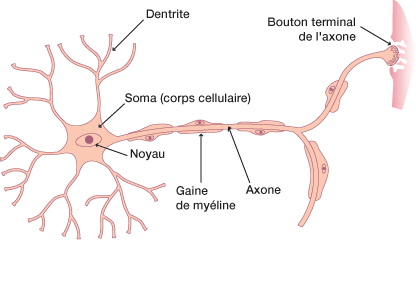 Dentrite
Bouton terminal
de l'axone
Soma (corps cellulaire)
Noyau
Gaine
de myéline
Axone